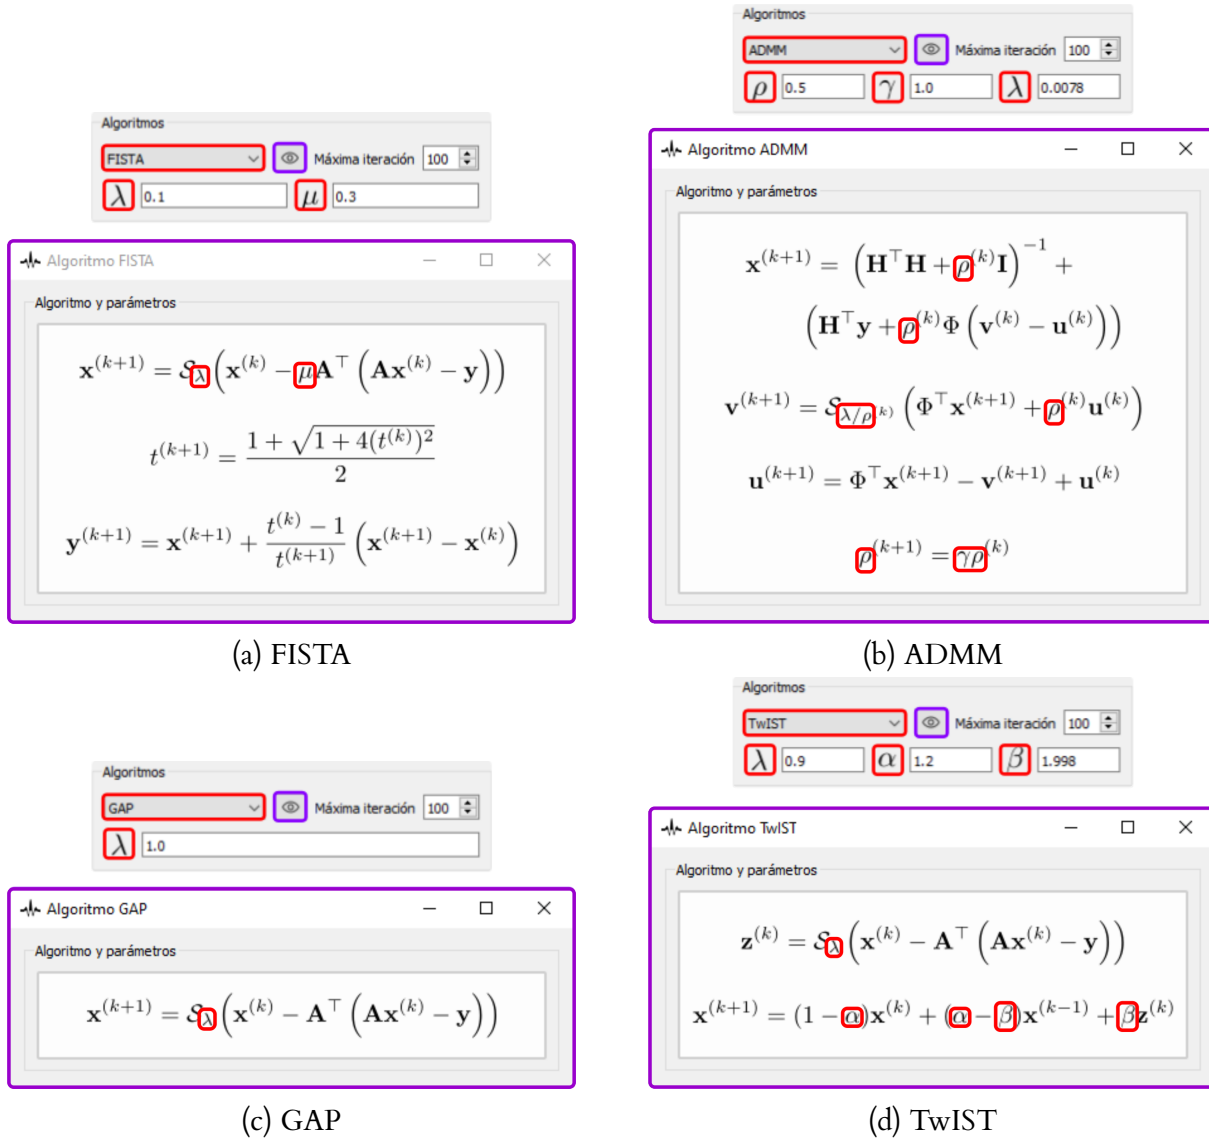 Algoritmos
FISTA Máxima iteración 100
λ 0.1 μ 0.3
Algoritmo FISTA
Algoritmo y parámetros
x^(k+1) = S_λ (x^(k) − μA^⊤ (Ax^(k) − y))
t^(k+1) = (1 + √(1 + 4(t^(k))^2)) / 2
y^(k+1) = x^(k+1) + (t^(k) − 1) / t^(k+1) (x^(k+1) − x^(k))
(a) FISTA
Algoritmos
ADMM Máxima iteración 100
ρ 0.5 γ 1.0 λ 0.0078
Algoritmo ADMM
Algoritmo y parámetros
x^(k+1) = (H^⊤H + ρ^(k)I)^−1 +
(H^⊤y + ρ^(k)Φ (v^(k) − u^(k)))
v^(k+1) = S_λ/ρ^(k) (Φ^⊤x^(k+1) + ρ^(k)u^(k))
u^(k+1) = Φ^⊤x^(k+1) − v^(k+1) + u^(k)
ρ^(k+1) = γρ^(k)
(b) ADMM
Algoritmos
GAP Máxima iteración 100
λ 1.0
Algoritmo GAP
Algoritmo y parámetros
x^(k+1) = S_λ (x^(k) − A^⊤ (Ax^(k) − y))
(c) GAP
Algoritmos
TwIST Máxima iteración 100
λ 0.9 α 1.2 β 1.998
Algoritmo TwIST
Algoritmo y parámetros
z^(k) = S_λ (x^(k) − A^⊤ (Ax^(k) − y))
x^(k+1) = (1 − α)x^(k) + (α − β)x^(k−1) + βz^(k)
(d) TwIST